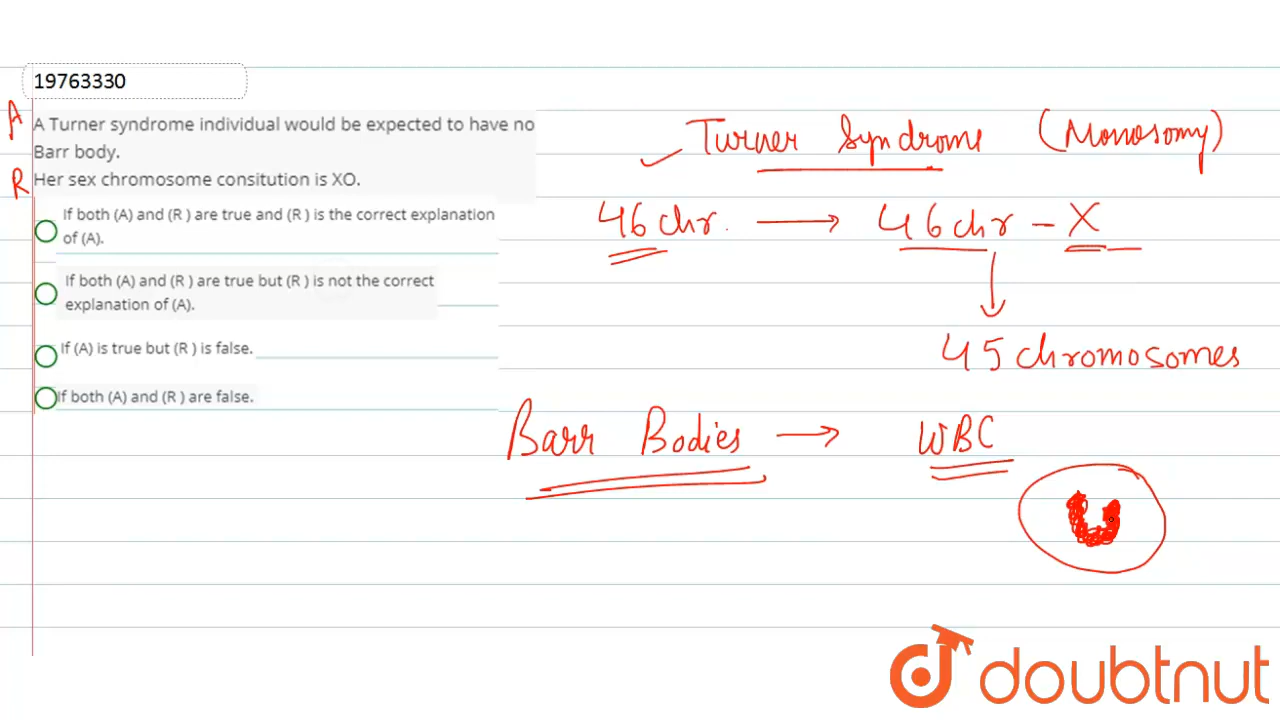 19763330
A
A Turner syndrome individual would be expected to have no
Barr body.
R
Her sex chromosome consitution is XO.
If both (A) and (R ) are true and (R ) is the correct explanation
of (A).
If both (A) and (R ) are true but (R ) is not the correct
explanation of (A).
If (A) is true but (R ) is false.
If both (A) and (R ) are false.
Turner Syndrome (Monosomy)
46 chr. → 46 chr - X
45 chromosomes
Barr Bodies → WBC
doubtnut